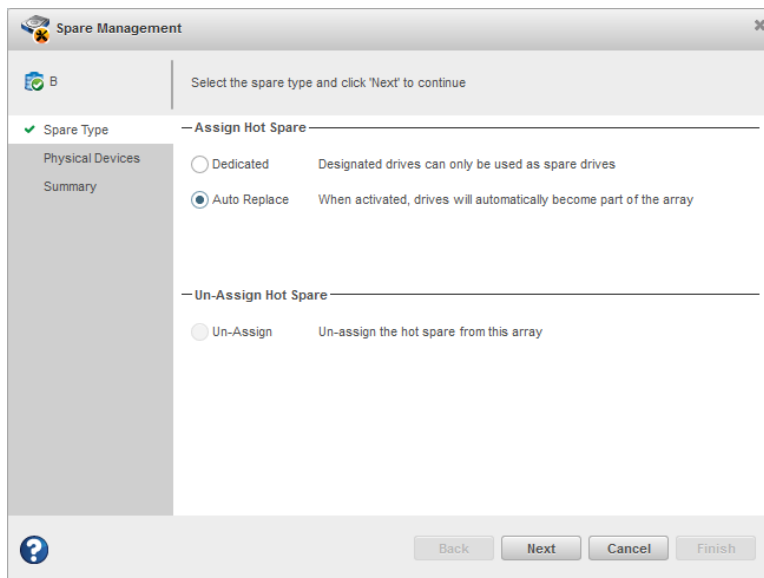 Spare Management
B
Select the spare type and click 'Next' to continue
Spare Type
Physical Devices
Summary
Assign Hot Spare
Dedicated Designated drives can only be used as spare drives
Auto Replace When activated, drives will automatically become part of the array
Un-Assign Hot Spare
Un-Assign Un-assign the hot spare from this array
? Back Next Cancel Finish